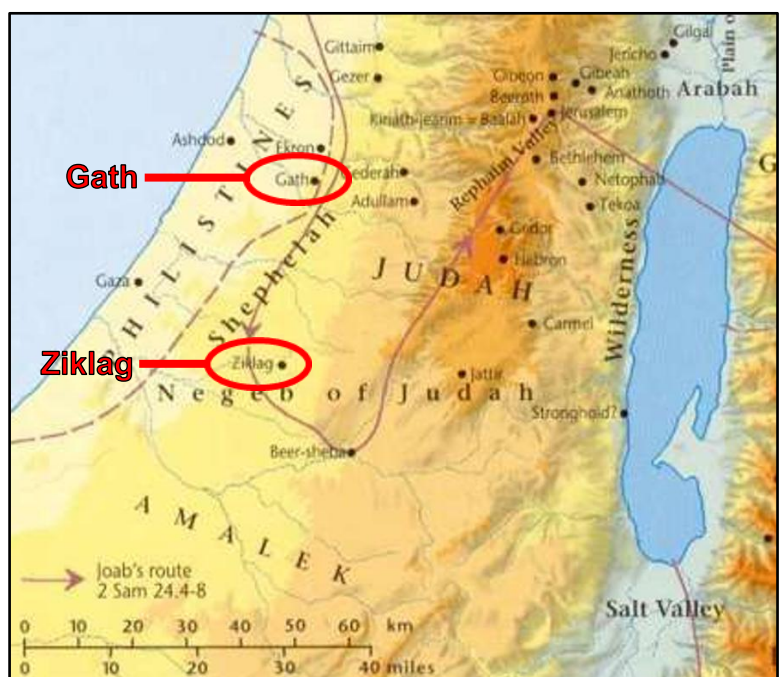 Gittaim
Gilgal
Jericho
Plain o
Gezer
Gibeon
Gibeah
Beeroth
Anathoth
Arabah
Kiriath-jearim = Baalah
Jerusalem
Ashdod
Ekron
Rephaim Valley
Bethlehem
G
Gath
Gath
Gederah
Netophah
Adullam
Tekoa
PHILISTINES
Shephelah
Gedor
JUDAH
Hebron
Wilderness
Gaza
Carmel
Ziklag
Ziklag
Jattir
Negeb of Judah
Stronghold?
Beer-sheba
AMALEK
Joab's route
2 Sam 24.4-8
Salt Valley
0 10 20 30 40 50 60 km
0 10 20 30 40 miles